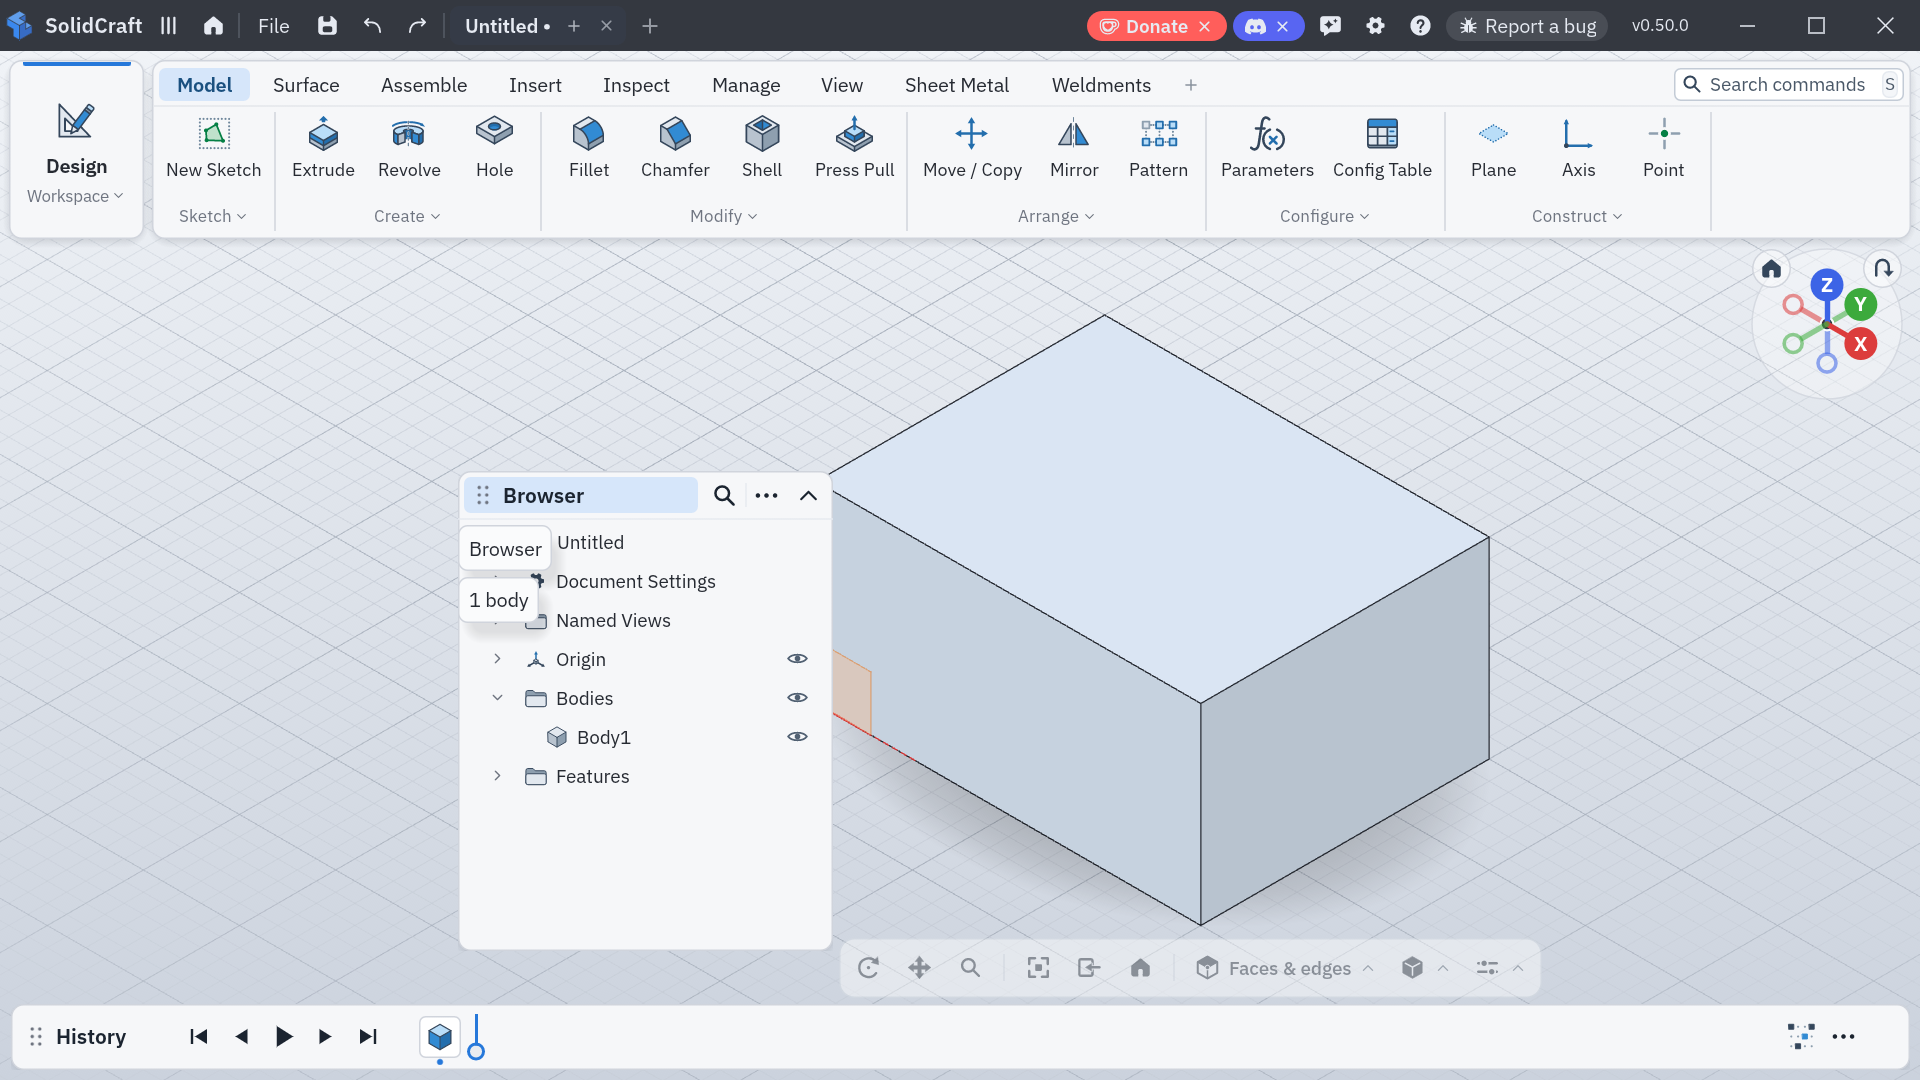 SolidCraft
File
Untitled •
Donate
Report a bug
v0.50.0
Design
Workspace
Model
Surface
Assemble
Insert
Inspect
Manage
View
Sheet Metal
Weldments
Search commands
S
New Sketch
Extrude
Revolve
Hole
Fillet
Chamfer
Shell
Press Pull
Move / Copy
Mirror
Pattern
Parameters
Config Table
Plane
Axis
Point
Sketch
Create
Modify
Arrange
Configure
Construct
Z
Y
X
Browser
Untitled
Browser
Document Settings
1 body
Named Views
Origin
Bodies
Body1
Features
Faces & edges
History